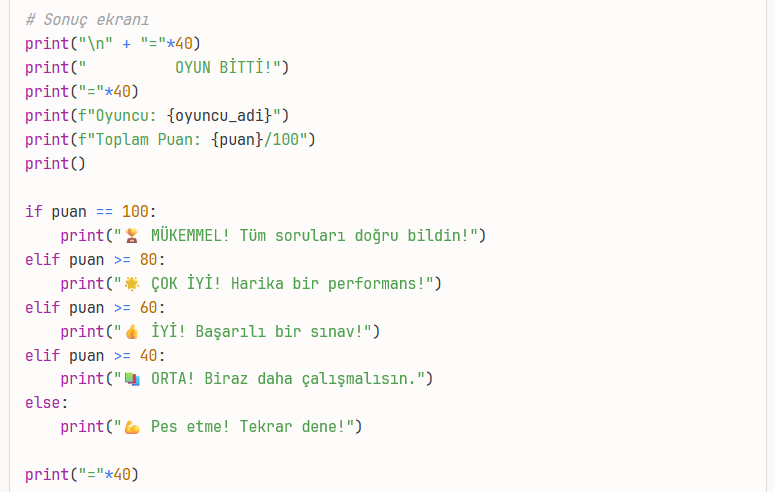 # Sonuç ekranı
print("\n" + "="*40)
print("          OYUN BİTTİ!")
print("="*40)
print(f"Oyuncu: {oyuncu_adi}")
print(f"Toplam Puan: {puan}/100")
print()

if puan == 100:
    print("🏆 MÜKEMMEL! Tüm soruları doğru bildin!")
elif puan >= 80:
    print("🌟 ÇOK İYİ! Harika bir performans!")
elif puan >= 60:
    print("👍 İYİ! Başarılı bir sınav!")
elif puan >= 40:
    print("📚 ORTA! Biraz daha çalışmalısın.")
else:
    print("💪 Pes etme! Tekrar dene!")

print("="*40)